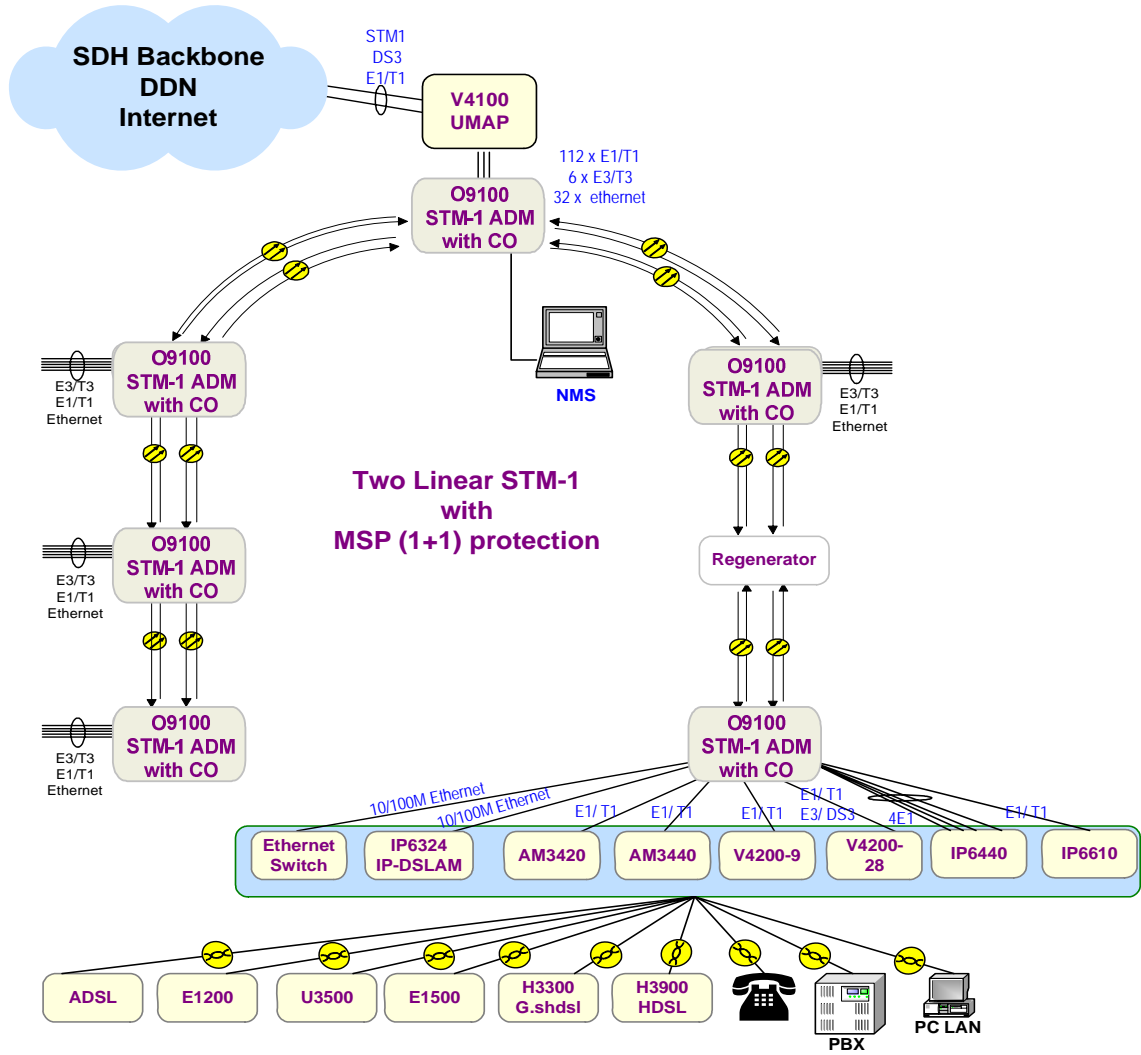 SDH Backbone
DDN
Internet
STM1
DS3
E1/T1
V4100
UMAP
112 x E1/T1
6 x E3/T3
32 x ethernet
O9100
STM-1 ADM
with CO
NMS
O9100
STM-1 ADM
with CO
E3/T3
E1/T1
Ethernet
O9100
STM-1 ADM
with CO
E3/T3
E1/T1
Ethernet
Two Linear STM-1
with
MSP (1+1) protection
O9100
STM-1 ADM
with CO
E3/T3
E1/T1
Ethernet
Regenerator
O9100
STM-1 ADM
with CO
E3/T3
E1/T1
Ethernet
O9100
STM-1 ADM
with CO
10/100M Ethernet
10/100M Ethernet
E1/ T1
E1/ T1
E1/ T1
E1/ T1
E3/ DS3
4E1
E1/ T1
Ethernet
Switch
IP6324
IP-DSLAM
AM3420
AM3440
V4200-9
V4200-
28
IP6440
IP6610
ADSL
E1200
U3500
E1500
H3300
G.shdsl
H3900
HDSL
PBX
PC LAN